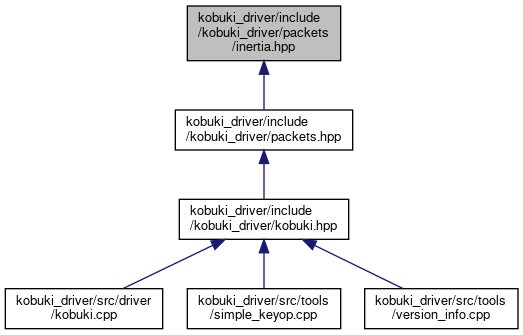 kobuki_driver/include
/kobuki_driver/packets
/inertia.hpp
kobuki_driver/include
/kobuki_driver/packets.hpp
kobuki_driver/include
/kobuki_driver/kobuki.hpp
kobuki_driver/src/driver
/kobuki.cpp
kobuki_driver/src/tools
/simple_keyop.cpp
kobuki_driver/src/tools
/version_info.cpp